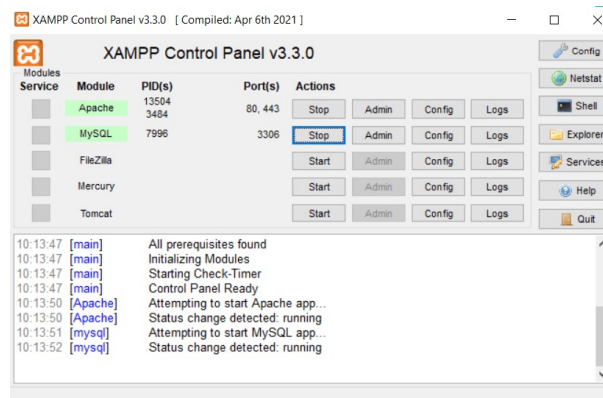 XAMPP Control Panel v3.3.0 [ Compiled: Apr 6th 2021 ]
XAMPP Control Panel v3.3.0
Config
Modules
Service Module PID(s) Port(s) Actions
Netstat
Apache 13504 3484 80, 443 Stop Admin Config Logs
Shell
MySQL 7996 3306 Stop Admin Config Logs
Explorer
FileZilla Start Admin Config Logs
Services
Mercury Start Admin Config Logs
Help
Tomcat Start Admin Config Logs
Quit
10:13:47 [main] All prerequisites found
10:13:47 [main] Initializing Modules
10:13:47 [main] Starting Check-Timer
10:13:47 [main] Control Panel Ready
10:13:50 [Apache] Attempting to start Apache app...
10:13:50 [Apache] Status change detected: running
10:13:51 [mysql] Attempting to start MySQL app...
10:13:52 [mysql] Status change detected: running